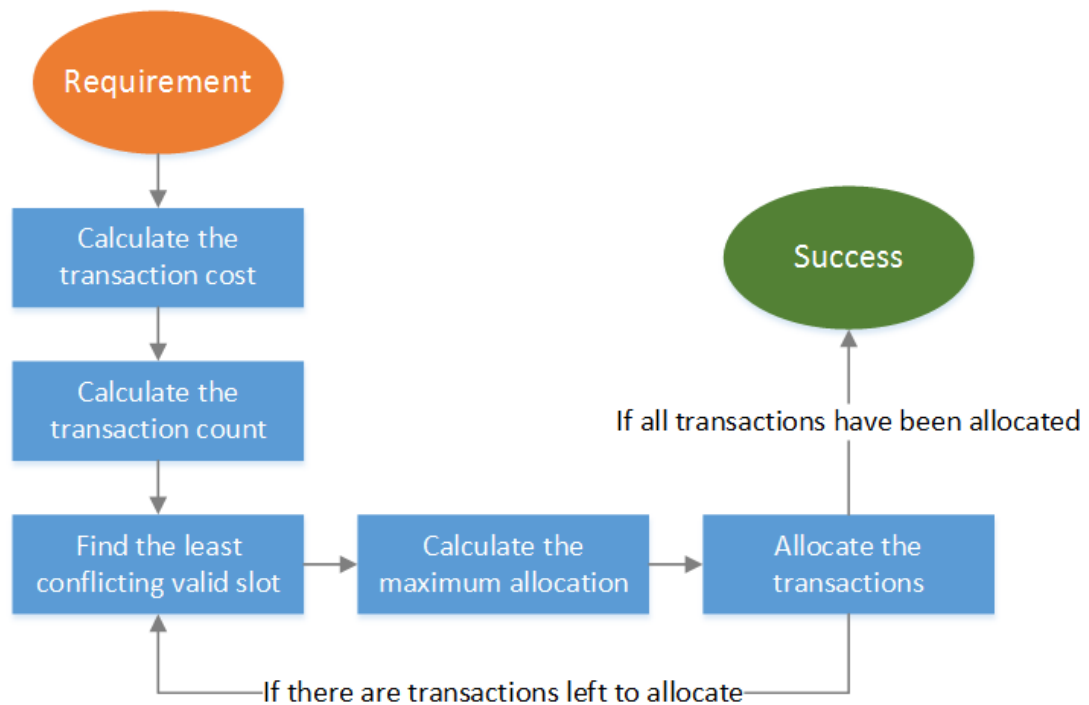 Requirement
Calculate the
transaction cost
Calculate the
transaction count
Find the least
conflicting valid slot
Calculate the
maximum allocation
Allocate the
transactions
If all transactions have been allocated
Success
If there are transactions left to allocate